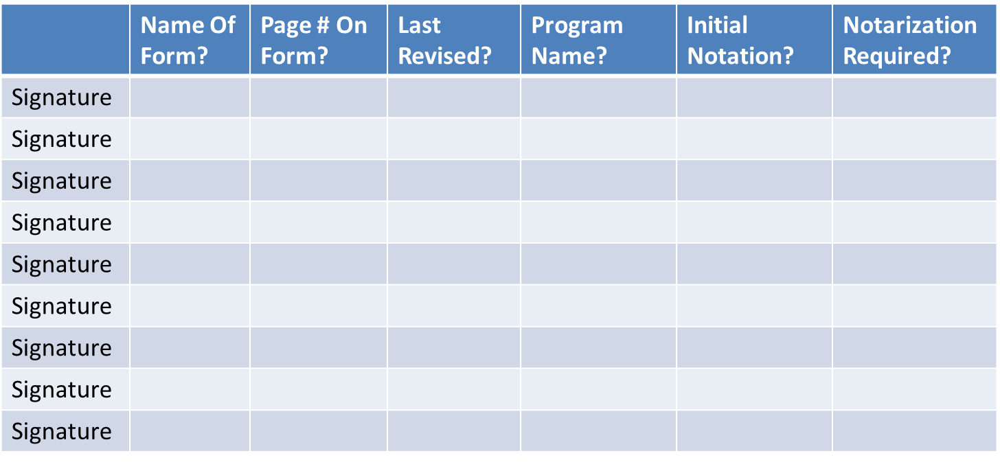 Name Of Form?
Page # On Form?
Last Revised?
Program Name?
Initial Notation?
Notarization Required?
Signature
Signature
Signature
Signature
Signature
Signature
Signature
Signature
Signature